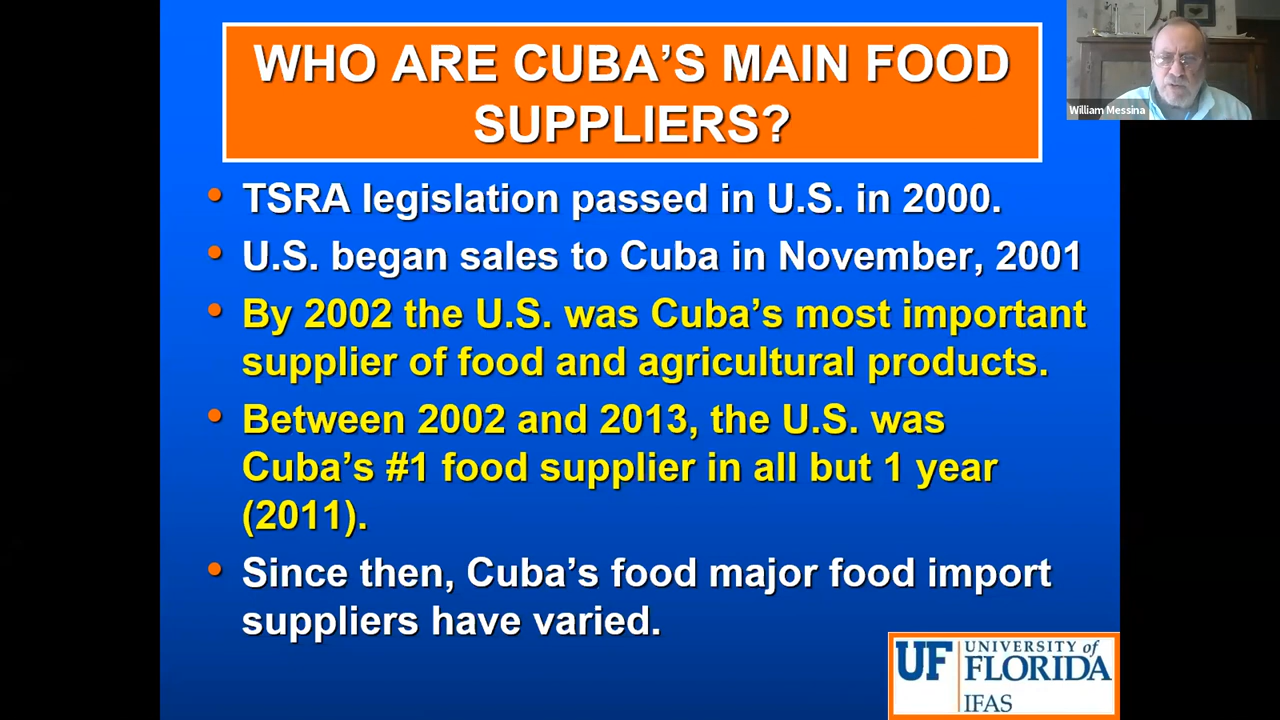 WHO ARE CUBA'S MAIN FOOD
SUPPLIERS?
William Messina
• TSRA legislation passed in U.S. in 2000.
• U.S. began sales to Cuba in November, 2001
• By 2002 the U.S. was Cuba's most important
supplier of food and agricultural products.
• Between 2002 and 2013, the U.S. was
Cuba's #1 food supplier in all but 1 year
(2011).
• Since then, Cuba's food major food import
suppliers have varied.
UF UNIVERSITY of
FLORIDA
IFAS